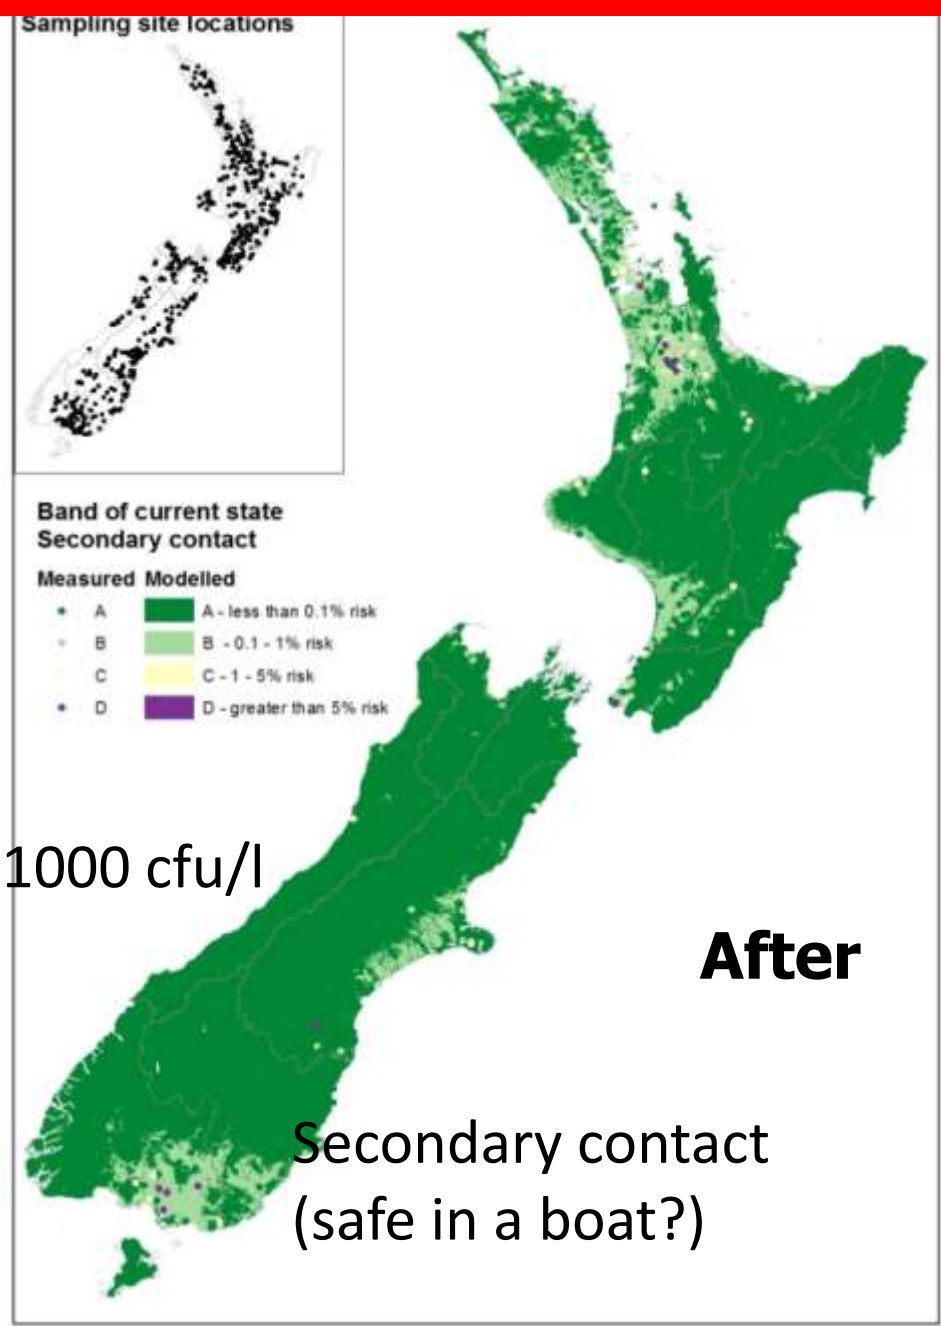 Sampling site locations
Band of current state
Secondary contact
Measured Modelled
A A - less than 0.1% risk
B B - 0.1 - 1% risk
C C - 1 - 5% risk
D D - greater than 5% risk
1000 cfu/l
After
Secondary contact
(safe in a boat?)